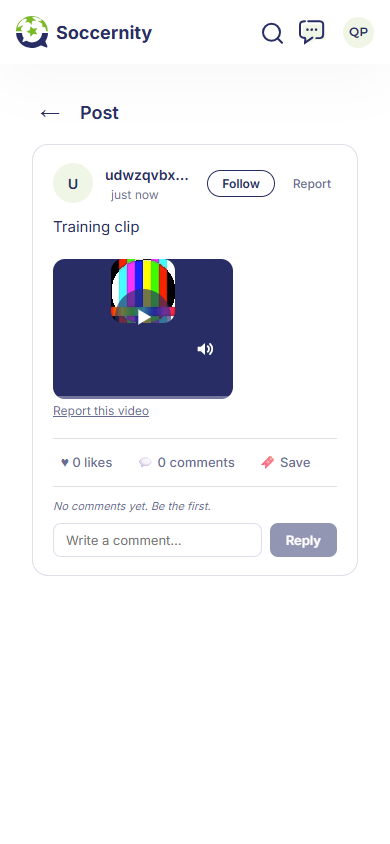 Soccernity
QP
← Post
U
udwzqvbx...
just now
Follow
Report
Training clip
Report this video
♥ 0 likes
0 comments
Save
No comments yet. Be the first.
Write a comment...
Reply